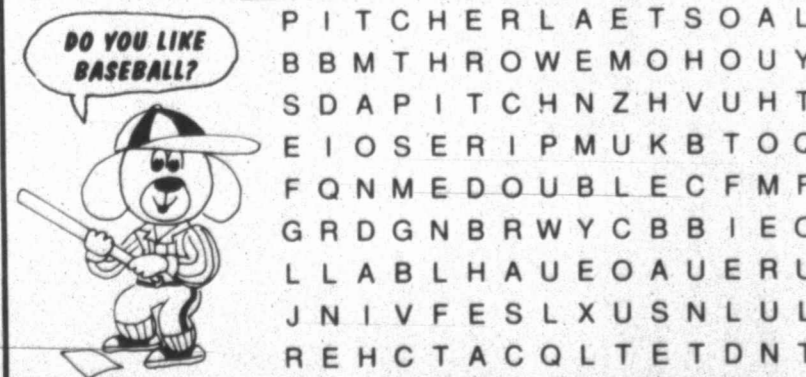 DO YOU LIKE
BASEBALL?
P I T C H E R L A E T S O A L
B B M T H R O W E M O H O U Y
S D A P I T C H N Z H V U H T
E I O S E R I P M U K B T O
F Q N M E D O U B L E C F M
G R D G N B R W Y C B B I E
L L A B L H A U E O A U E R
J N I V F E S L X U S N L U L
R E H C T A C Q L T E T D N T